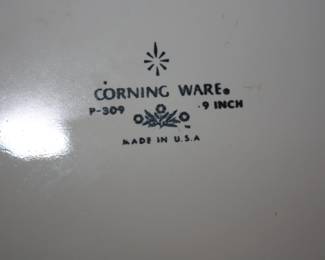 CORNING WARE®
P-309 9 INCH
MADE IN U.S.A